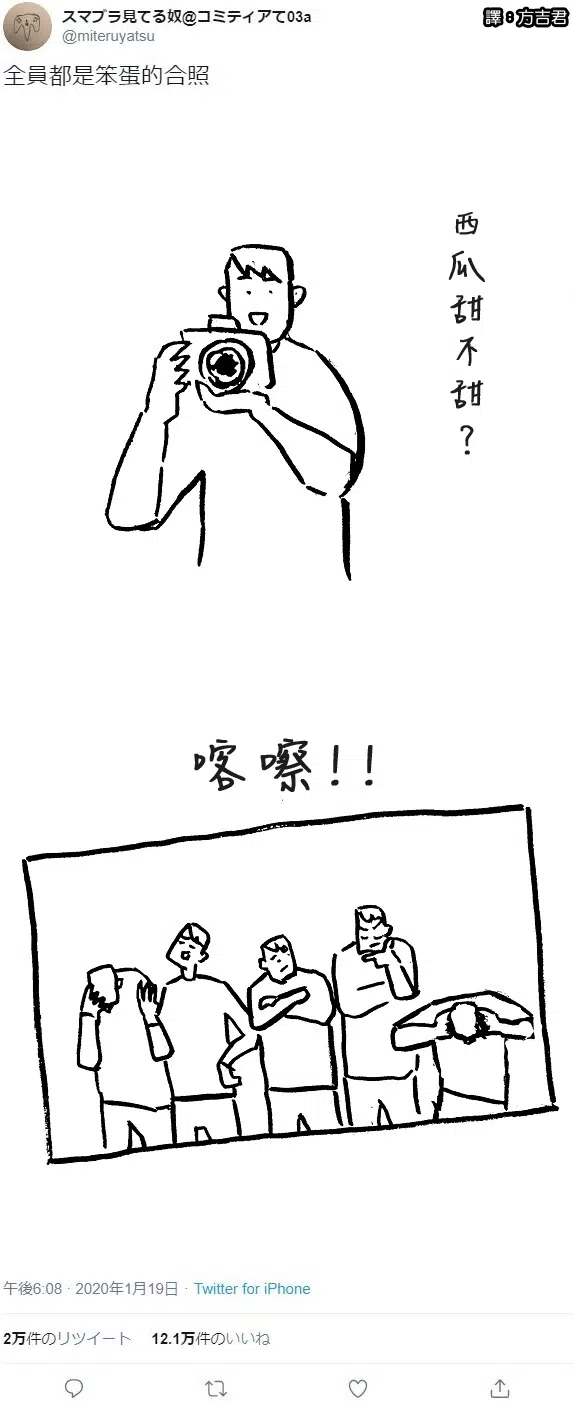 スマブラ見てる奴@コミティアて03a
@miteruyatsu
譯 方吉君
全員都是笨蛋的合照
西瓜甜不甜？
喀嚓！！
午後6:08 · 2020年1月19日 · Twitter for iPhone
2万件のリツイート 12.1万件のいいね